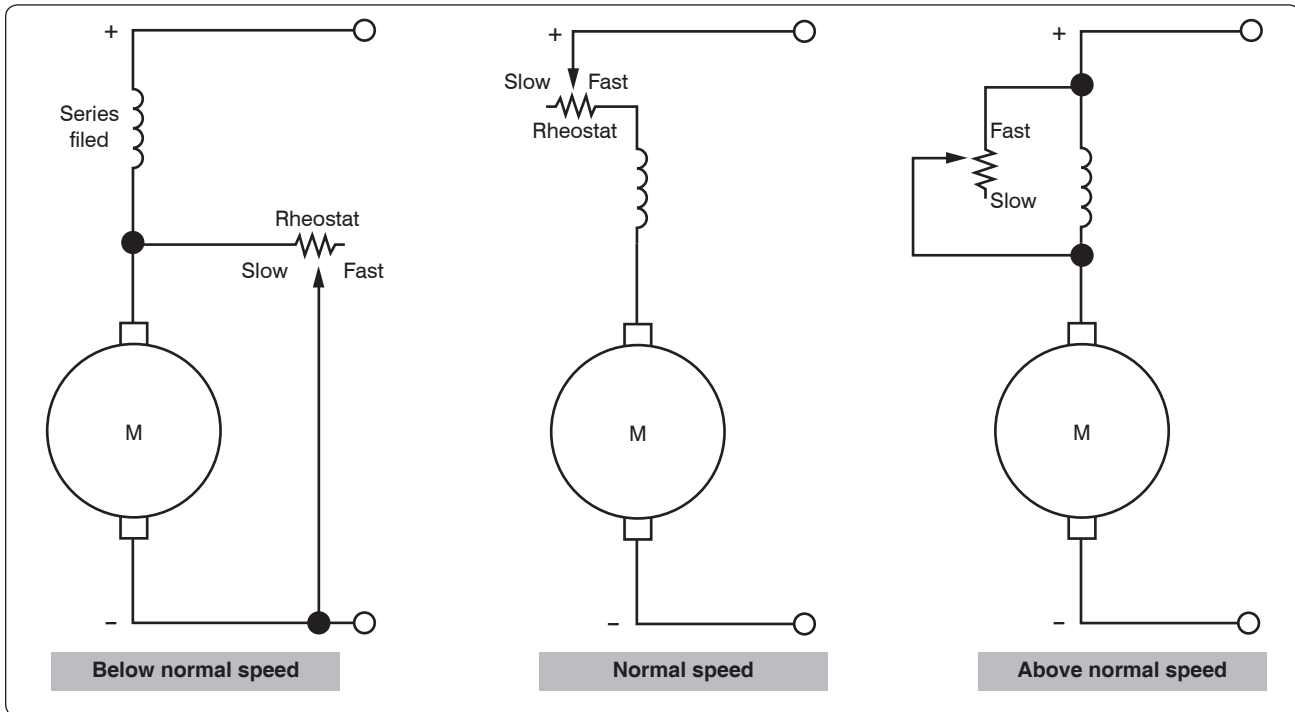 +
Series
filed
Rheostat
Slow
Fast
M
–
Below normal speed
+
Slow
Fast
Rheostat
M
–
Normal speed
+
Fast
Slow
M
–
Above normal speed